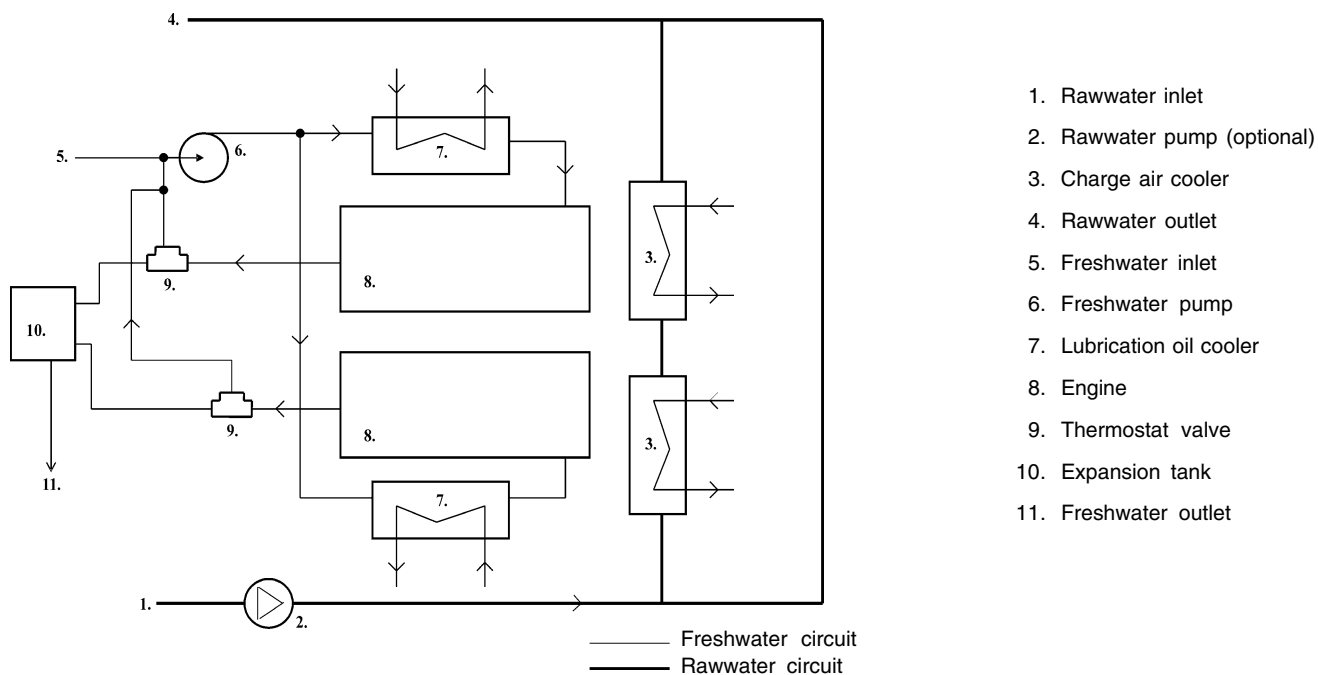 4.
5.
6.
7.
8.
9.
3.
10.
8.
9.
3.
11.
7.
1.
2.
Freshwater circuit
Rawwater circuit
1. Rawwater inlet
2. Rawwater pump (optional)
3. Charge air cooler
4. Rawwater outlet
5. Freshwater inlet
6. Freshwater pump
7. Lubrication oil cooler
8. Engine
9. Thermostat valve
10. Expansion tank
11. Freshwater outlet